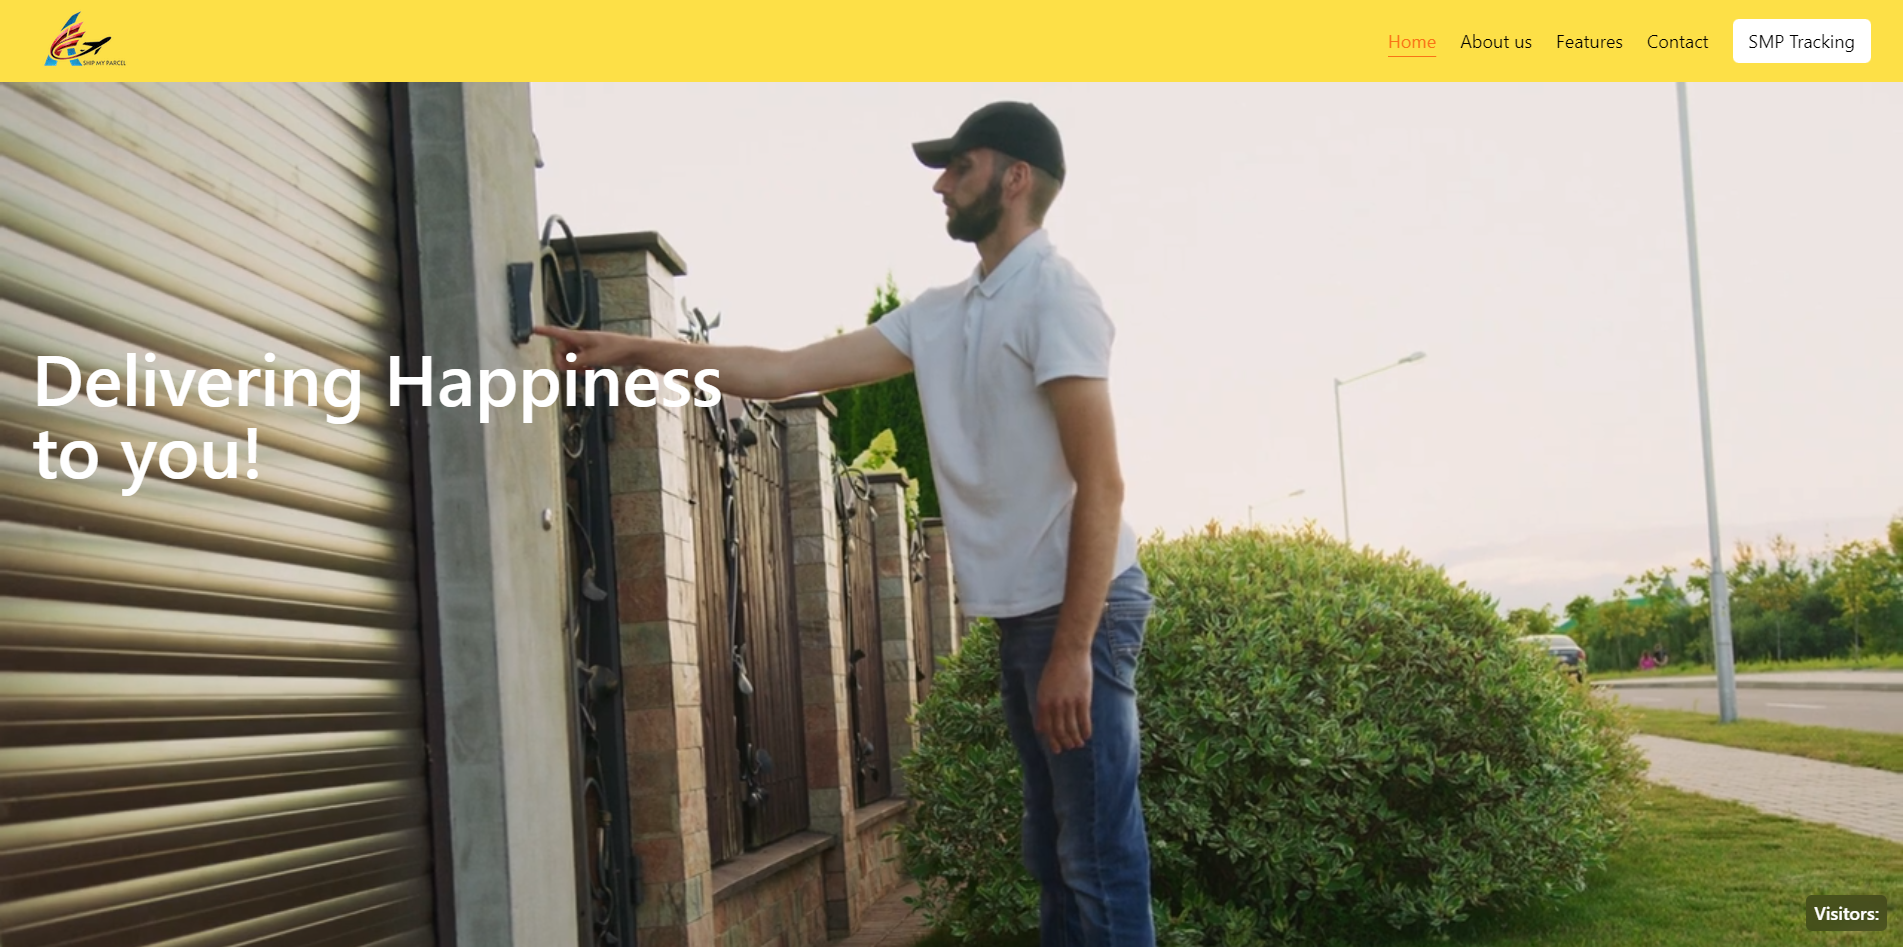 SHIP MY PARCEL
Home About us Features Contact SMP Tracking
Delivering Happiness
to you!
Visitors: